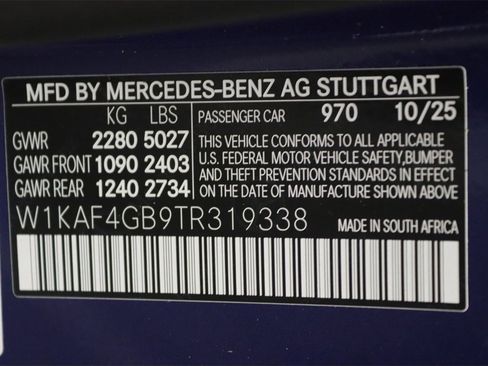 MFD BY MERCEDES-BENZ AG STUTTGART
KG LBS PASSENGER CAR 970 10/25
GVWR 2280 5027
GAWR FRONT 1090 2403
GAWR REAR 1240 2734
THIS VEHICLE CONFORMS TO ALL APPLICABLE
U.S. FEDERAL MOTOR VEHICLE SAFETY, BUMPER
AND THEFT PREVENTION STANDARDS IN EFFECT
ON THE DATE OF MANUFACTURE SHOWN ABOVE
W1KAF4GB9TR319338 MADE IN SOUTH AFRICA